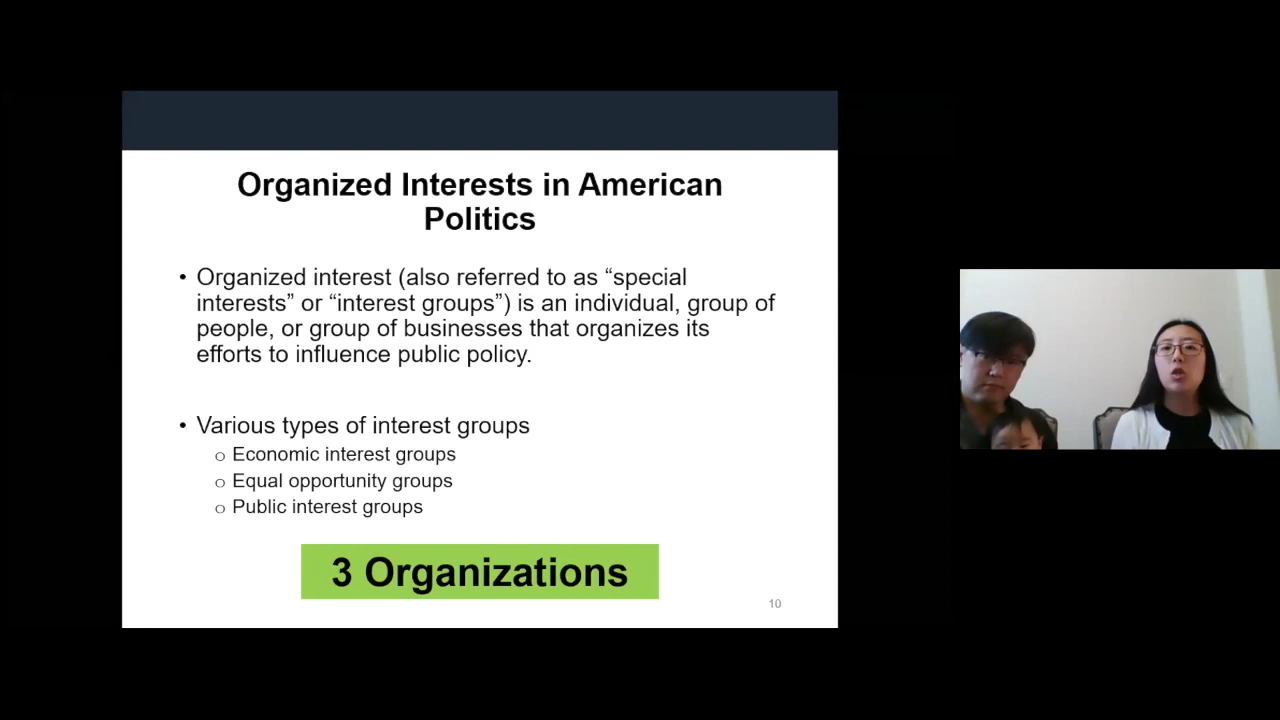 Organized Interests in American
Politics
• Organized interest (also referred to as “special
interests” or “interest groups”) is an individual, group of
people, or group of businesses that organizes its
efforts to influence public policy.
• Various types of interest groups
o Economic interest groups
o Equal opportunity groups
o Public interest groups
3 Organizations
10